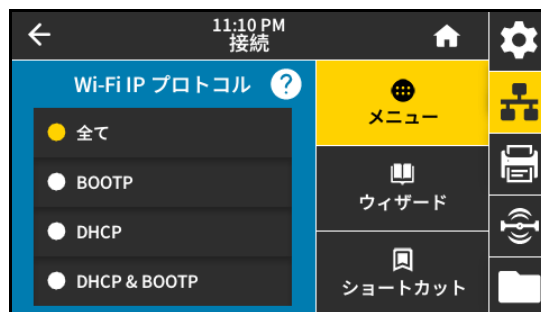 11:10 PM
接続
Wi-Fi IP プロトコル ?
全て
BOOTP
DHCP
DHCP & BOOTP
メニュー
ウィザード
ショートカット